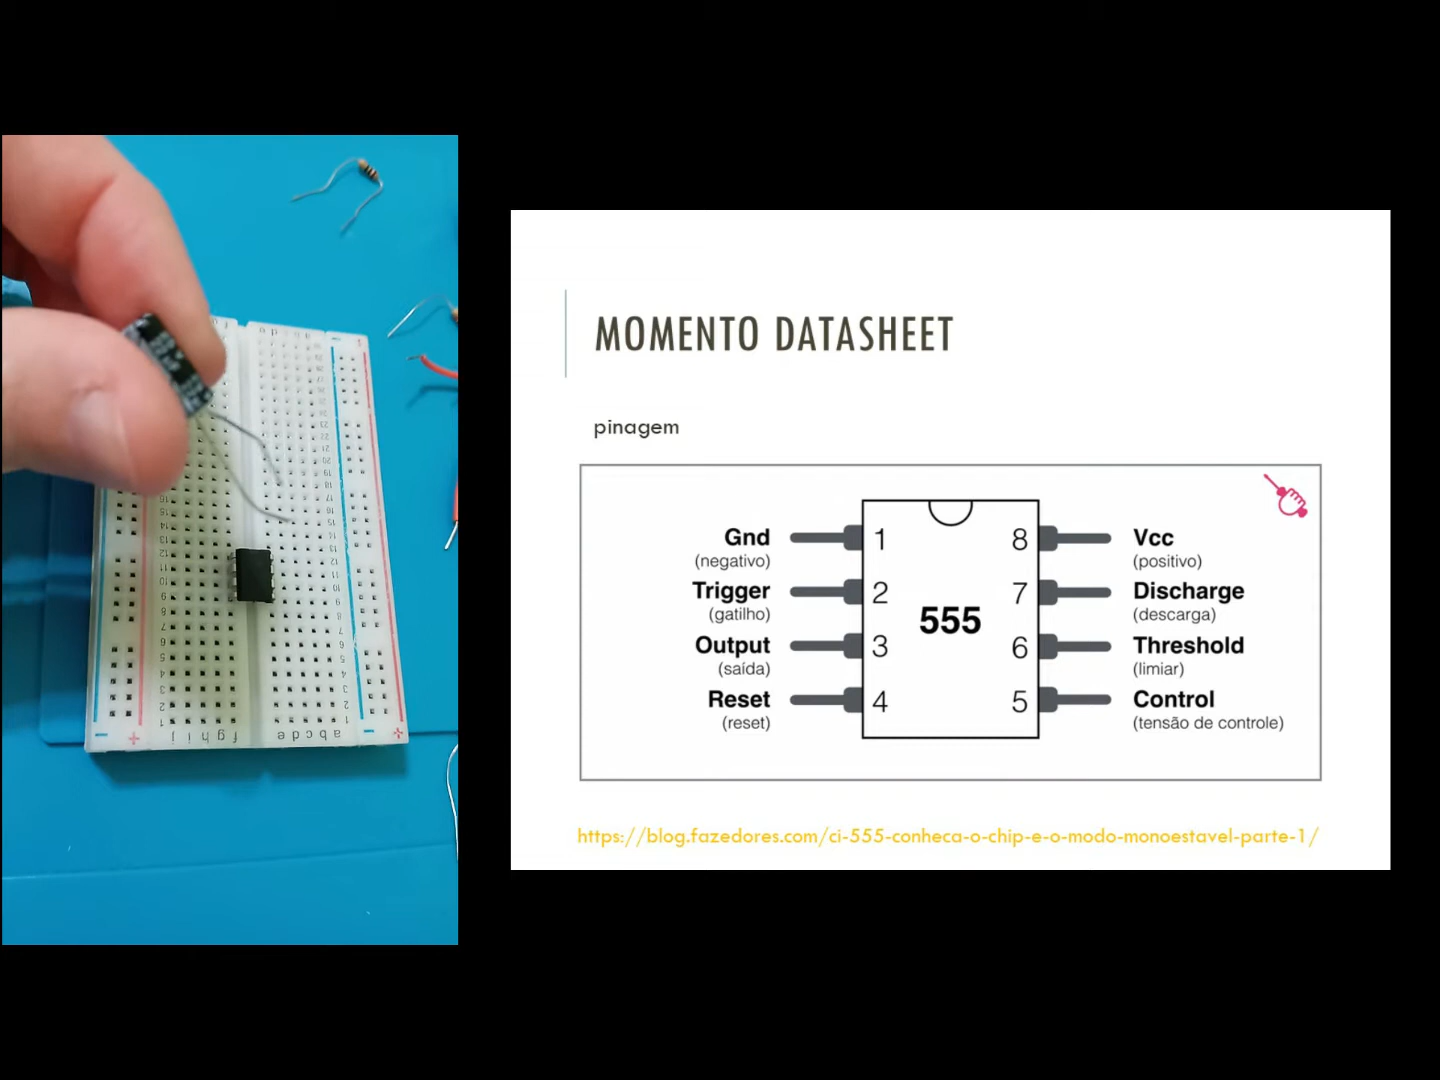 MOMENTO DATASHEET
pinagem
Gnd
(negativo)
Trigger
(gatilho)
Output
(saída)
Reset
(reset)
1
2
3
4
555
8
7
6
5
Vcc
(positivo)
Discharge
(descarga)
Threshold
(limiar)
Control
(tensão de controle)
https://blog.fazedores.com/ci-555-conheca-o-chip-e-o-modo-monoestavel-parte-1/